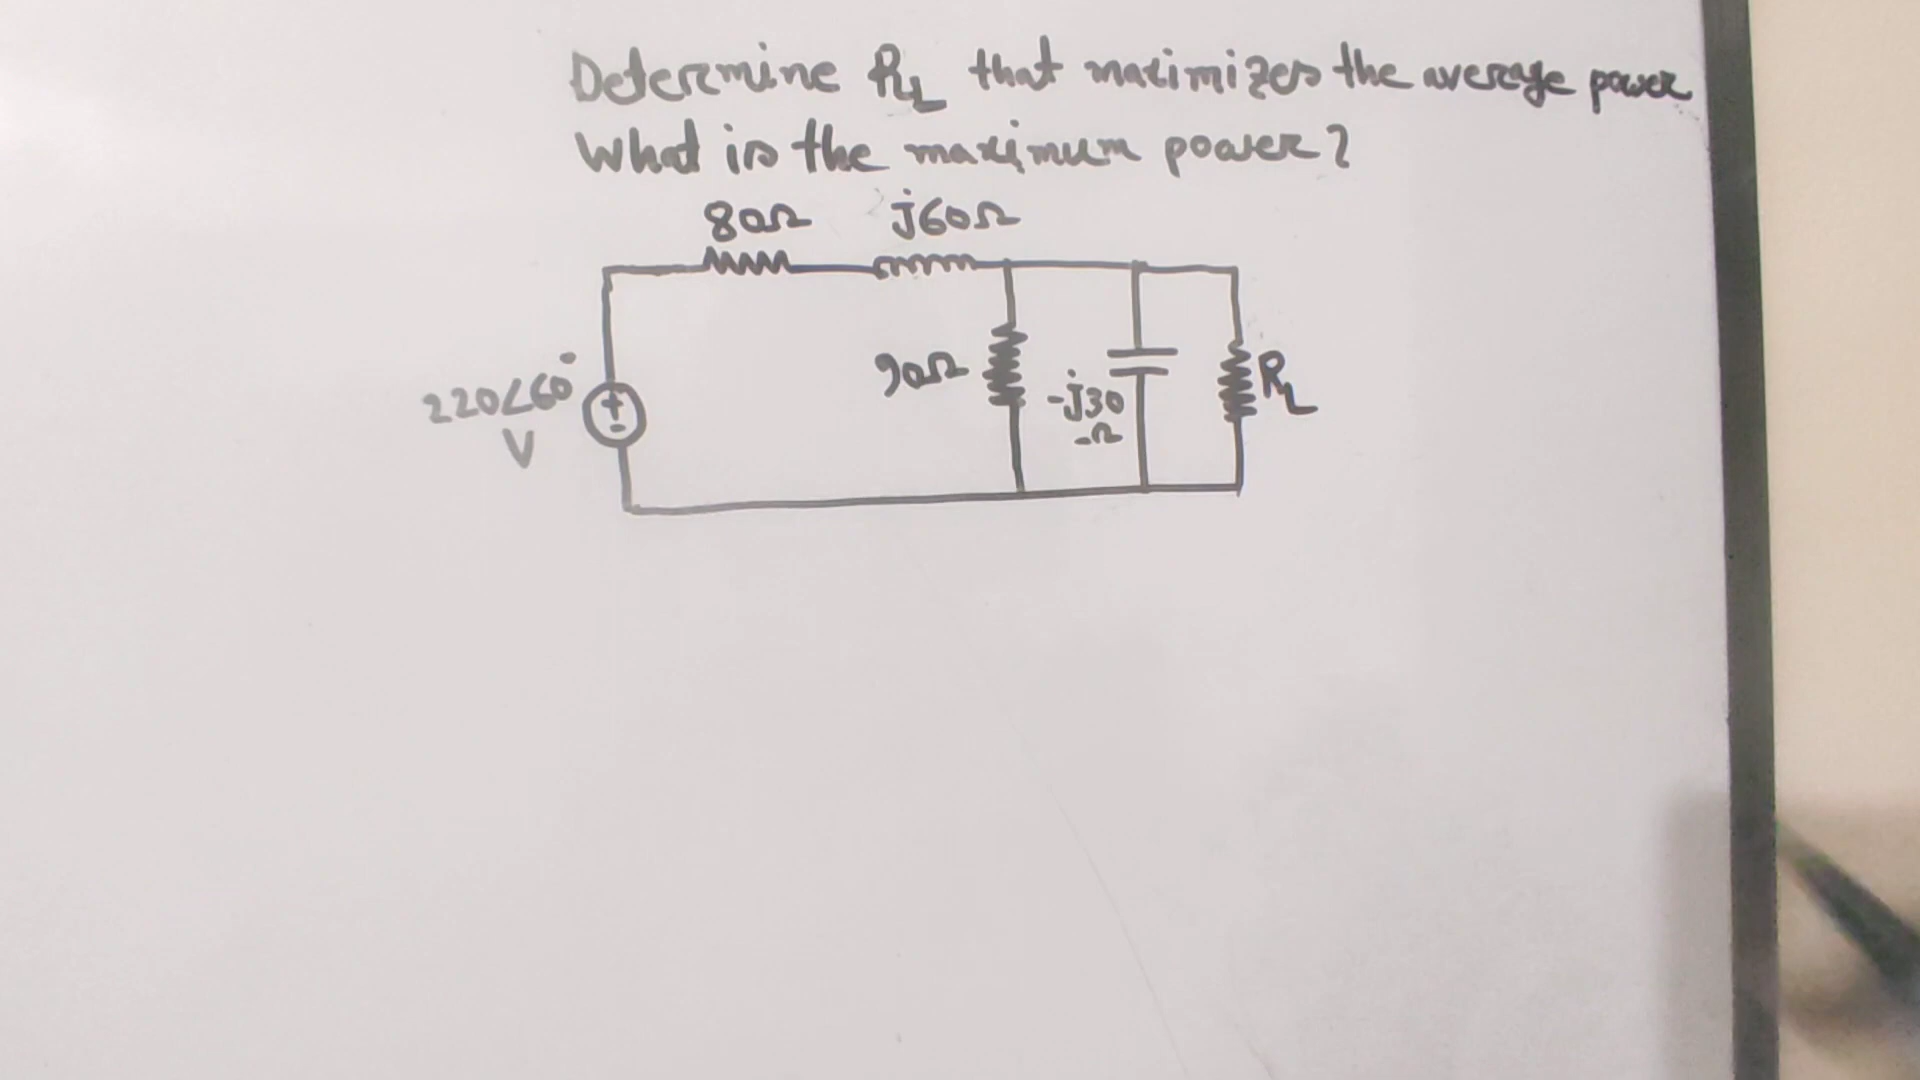 Determine RL that maximizes the average power
What is the maximum power?
80Ω j60Ω
220∠60° V
90Ω
-j30 Ω
RL
+
-